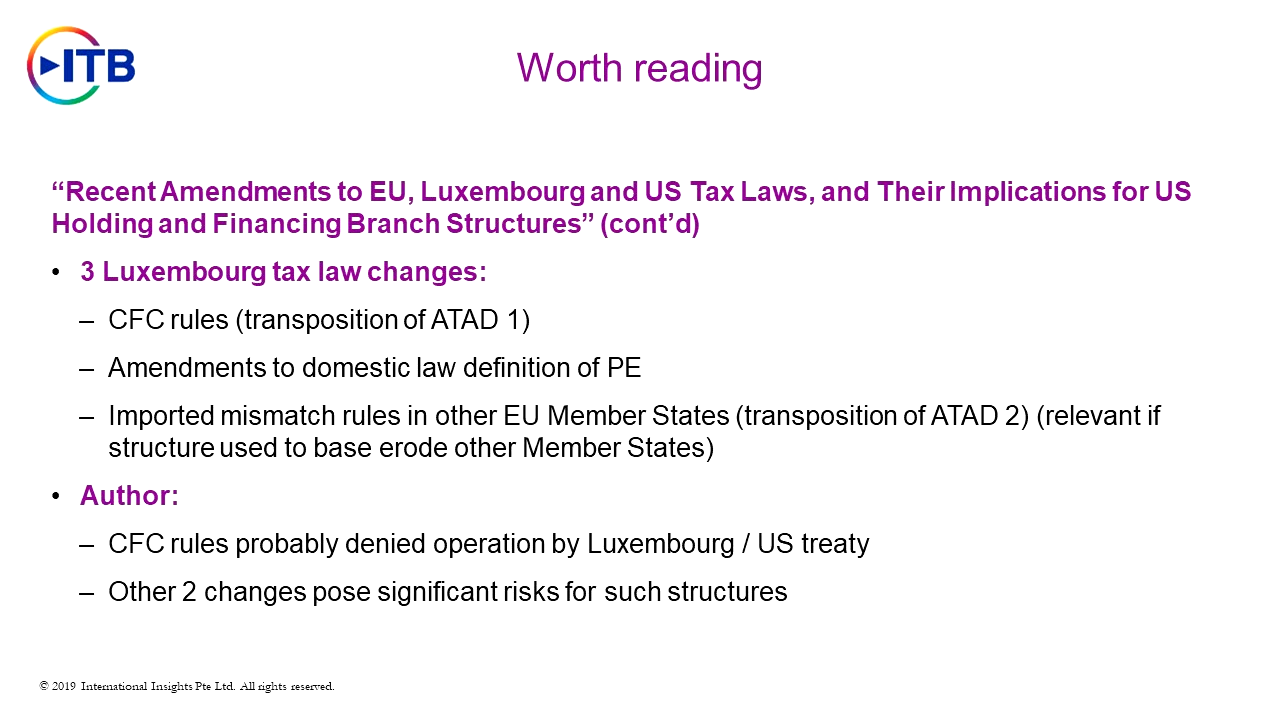 ITB
Worth reading
“Recent Amendments to EU, Luxembourg and US Tax Laws, and Their Implications for US
Holding and Financing Branch Structures” (cont’d)
• 3 Luxembourg tax law changes:
– CFC rules (transposition of ATAD 1)
– Amendments to domestic law definition of PE
– Imported mismatch rules in other EU Member States (transposition of ATAD 2) (relevant if
structure used to base erode other Member States)
• Author:
– CFC rules probably denied operation by Luxembourg / US treaty
– Other 2 changes pose significant risks for such structures
© 2019 International Insights Pte Ltd. All rights reserved.